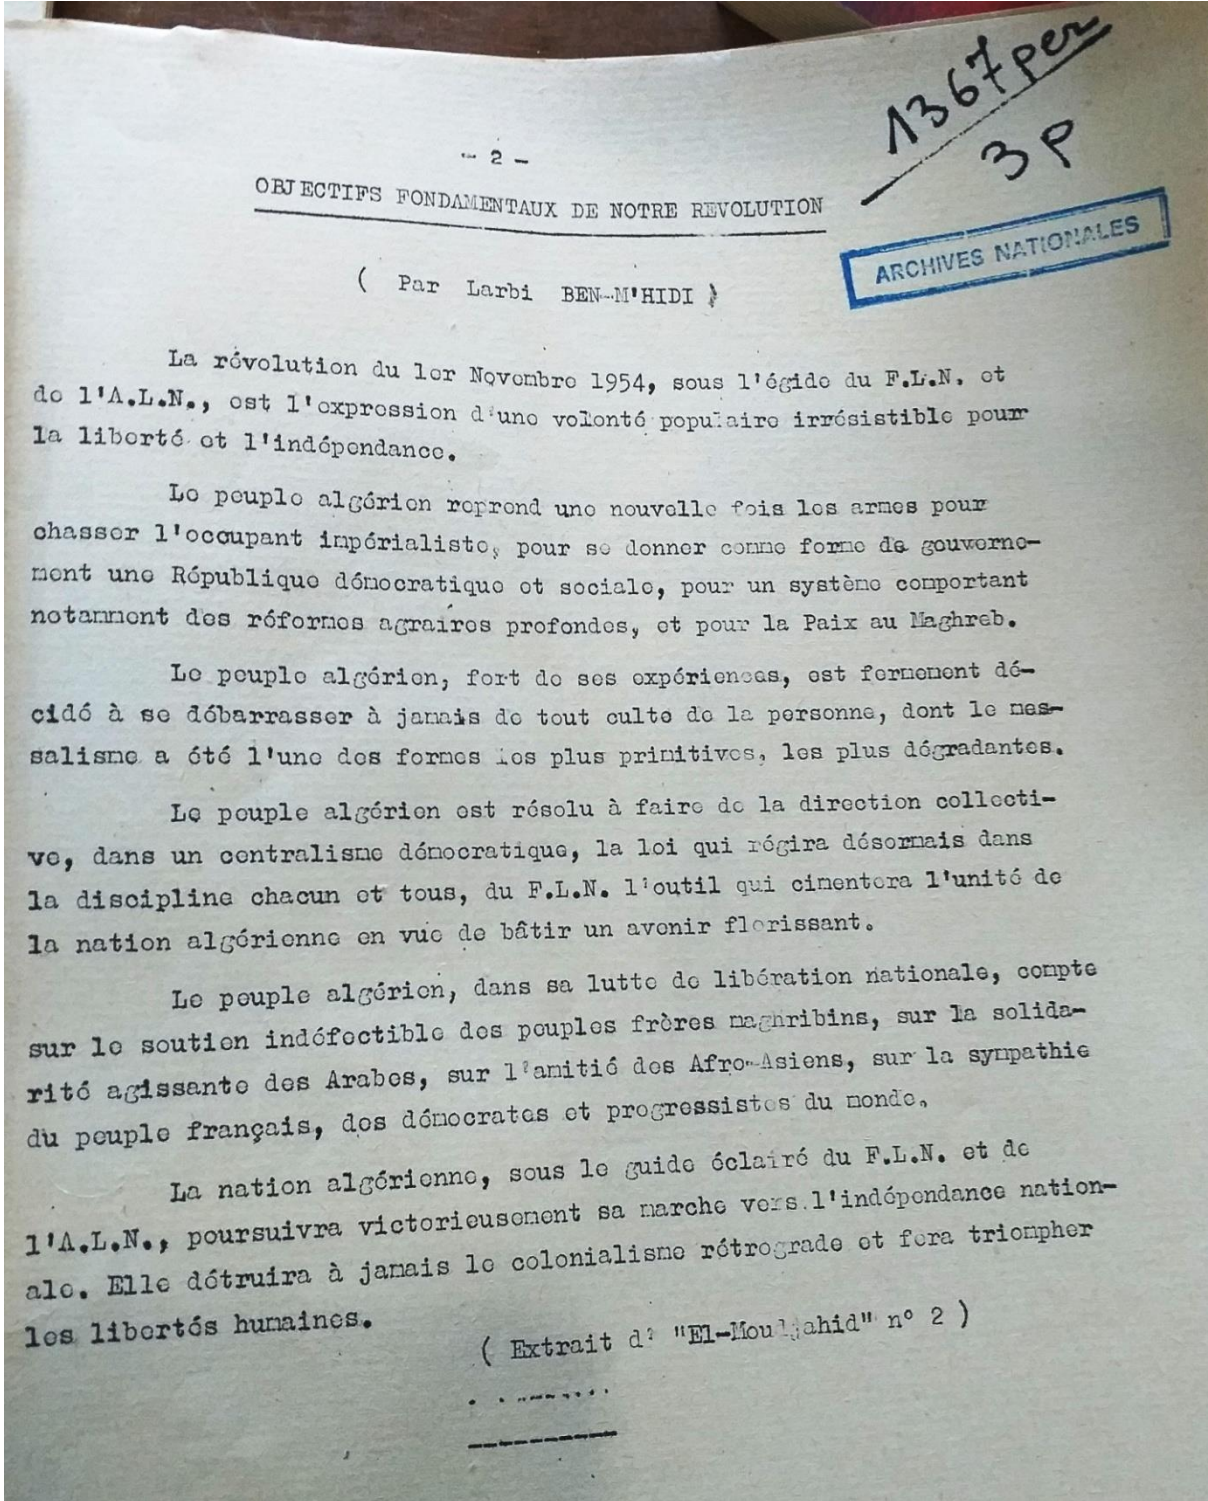 1367 per
3 P
- 2 -
OBJECTIFS FONDAMENTAUX DE NOTRE REVOLUTION
ARCHIVES NATIONALES
( Par Larbi BEN-M'HIDI )
La révolution du 1er Novembre 1954, sous l'égide du F.L.N. et
de l'A.L.N., est l'expression d'une volonté populaire irrésistible pour
la liberté et l'indépendance.
Le peuple algérien reprend une nouvelle fois les armes pour
chasser l'occupant impérialiste, pour se donner comme forme de gouverne-
ment une République démocratique et sociale, pour un système comportant
notamment des réformes agraires profondes, et pour la Paix au Maghreb.
Le peuple algérien, fort de ses expériences, est fermement dé-
cidé à se débarrasser à jamais de tout culte de la personne, dont le mes-
salisme a été l'une des formes les plus primitives, les plus dégradantes.
Le peuple algérien est résolu à faire de la direction collecti-
ve, dans un centralisme démocratique, la loi qui régira désormais dans
la discipline chacun et tous, du F.L.N. l'outil qui cimentera l'unité de
la nation algérienne en vue de bâtir un avenir florissant.
Le peuple algérien, dans sa lutte de libération nationale, compte
sur le soutien indéfectible des peuples frères maghribins, sur la solida-
rité agissante des Arabes, sur l'amitié des Afro-Asiens, sur la sympathie
du peuple français, des démocrates et progressistes du monde.
La nation algérienne, sous le guide éclairé du F.L.N. et de
l'A.L.N., poursuivra victorieusement sa marche vers l'indépendance nation-
ale. Elle détruira à jamais le colonialisme rétrograde et fera triompher
les libertés humaines.
( Extrait d' "El-Moudjahid" n° 2 )